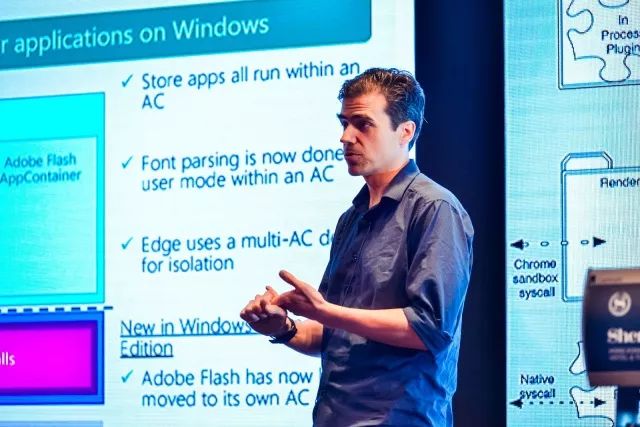 r applications on Windows
Store apps all run within an
AC
Font parsing is now done
user mode within an AC
Edge uses a multi-AC d
for isolation
New in Windows
Edition
Adobe Flash has now
moved to its own AC
Adobe Flash
AppContainer
lls
In
Process
Plugin
Render
Chrome
sandbox
syscall
Native
syscall
She